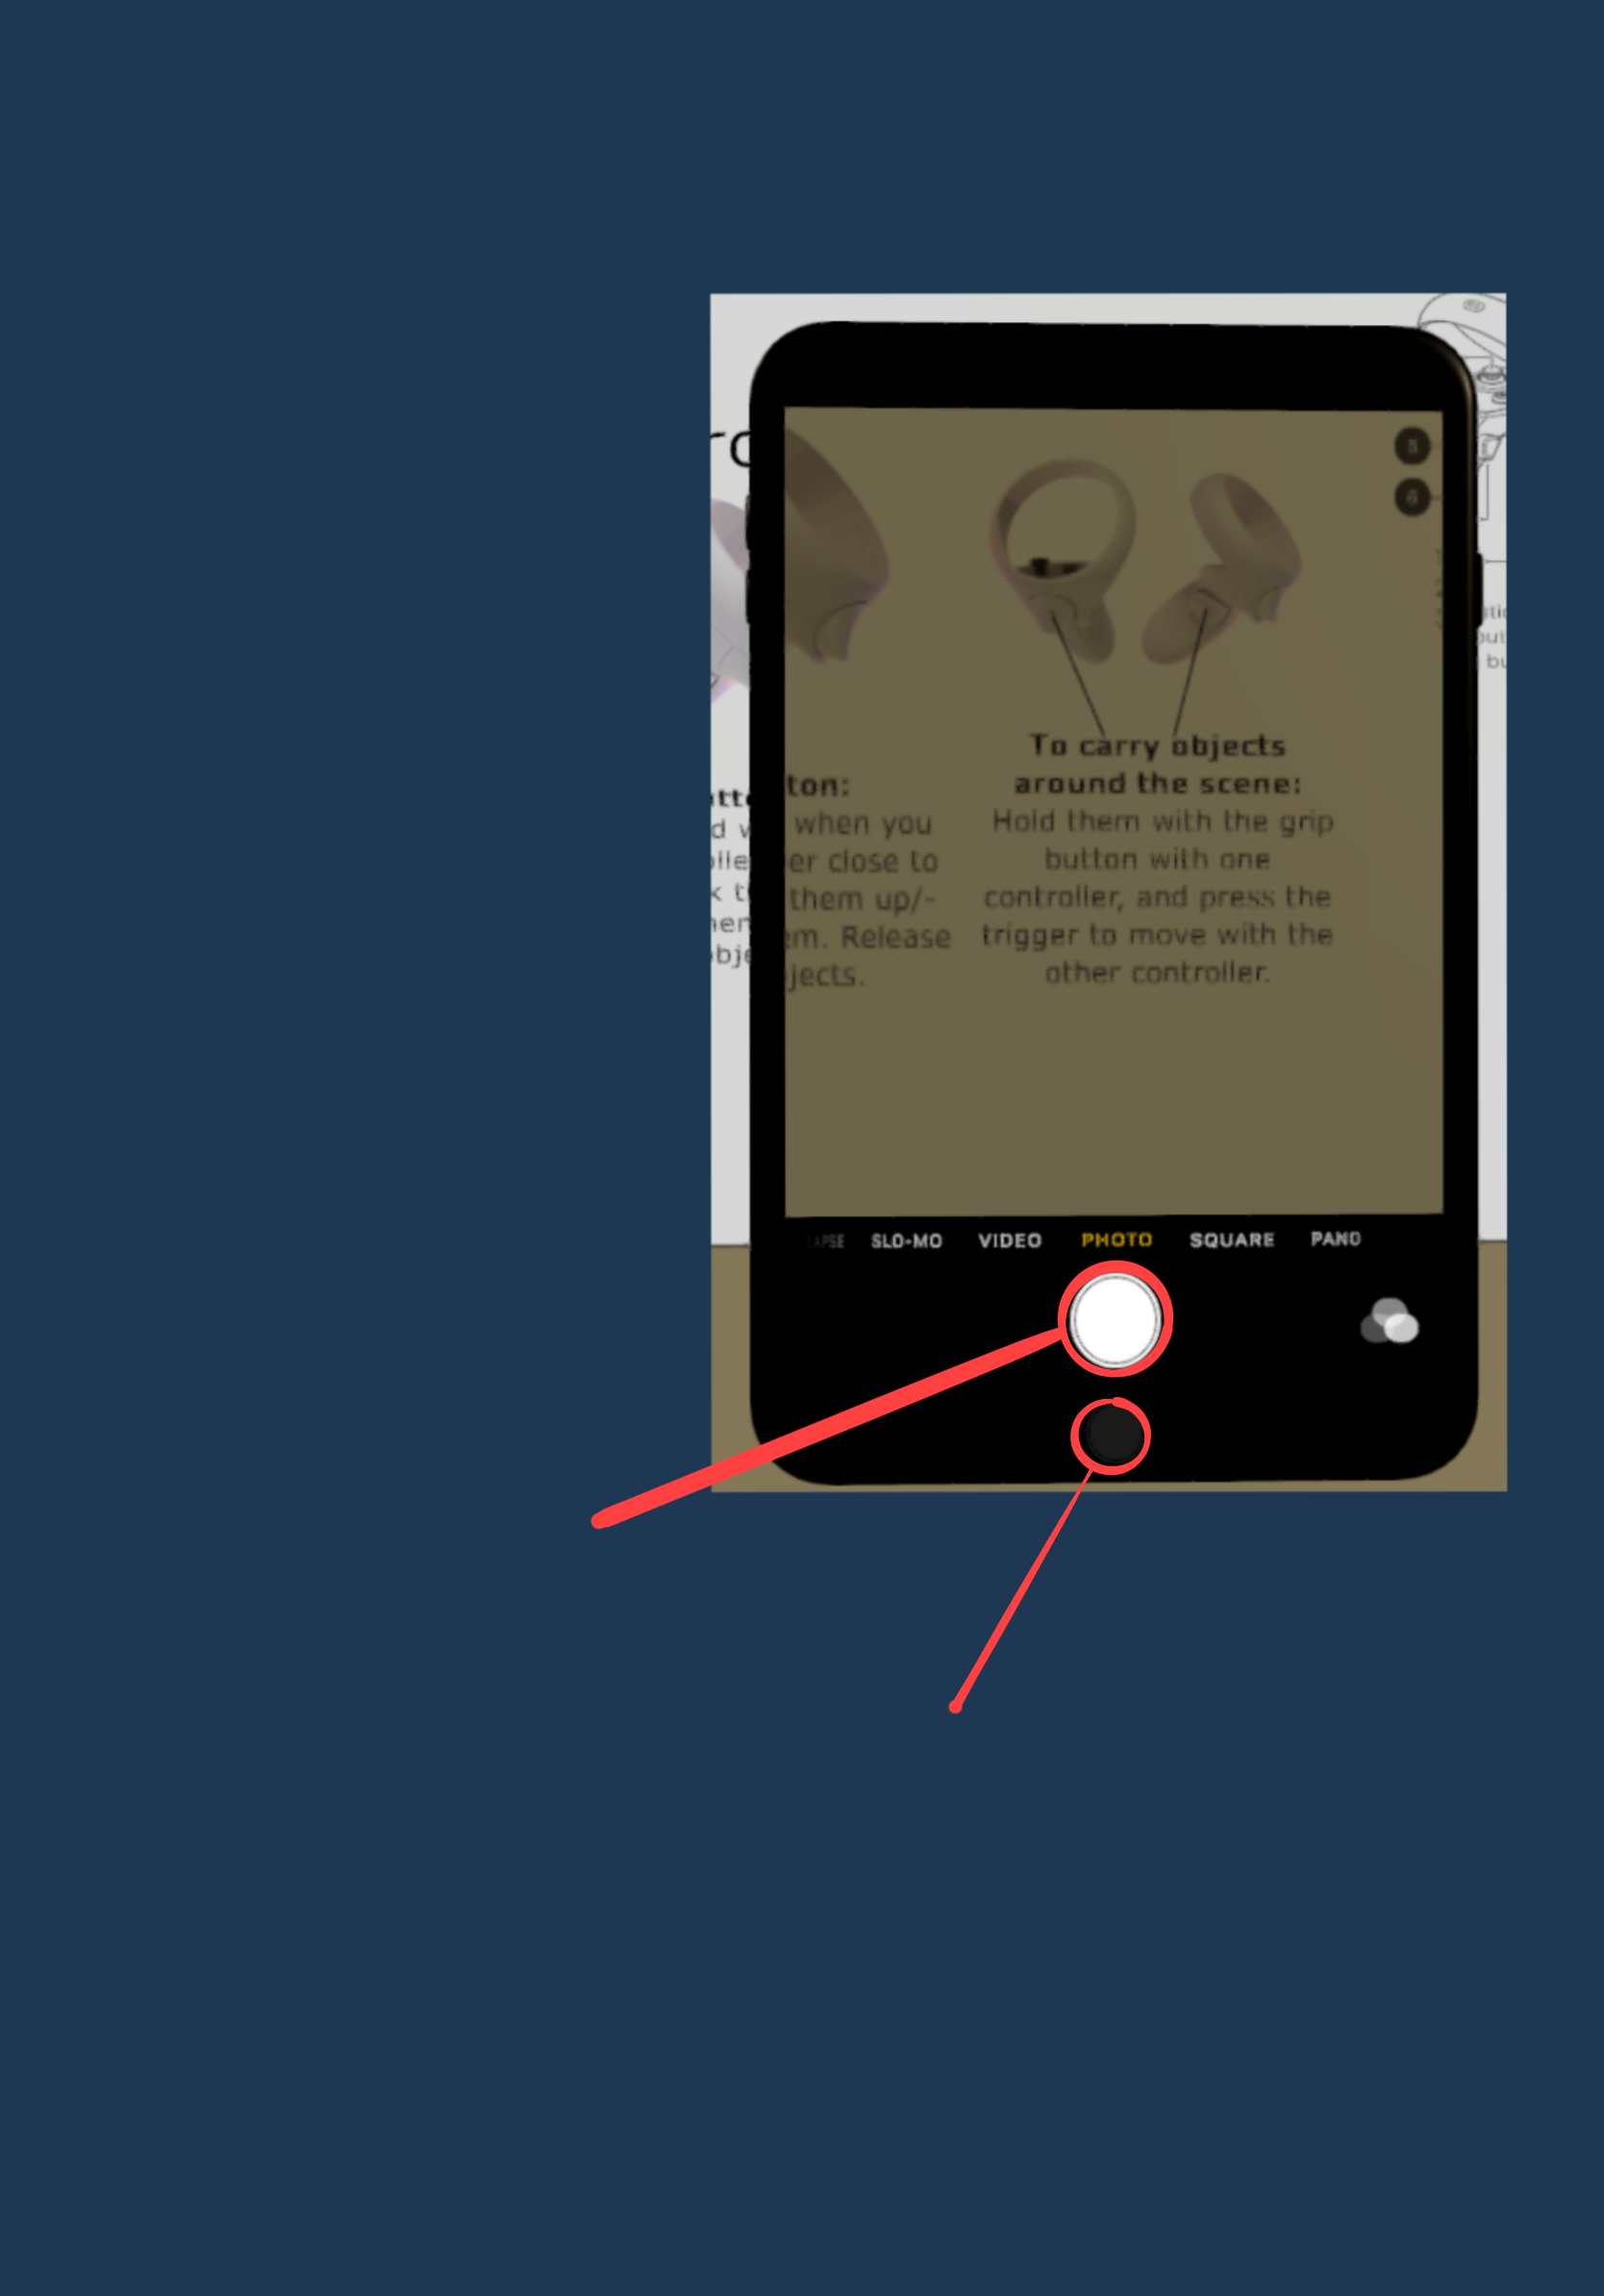 To carry objects
around the scene:
Hold them with the grip
button with one
controller, and press the
trigger to move with the
other controller.
ton:
when you
er close to
them up/-
em. Release
jects.
5
6
SLO-MO VIDEO PHOTO SQUARE PANO